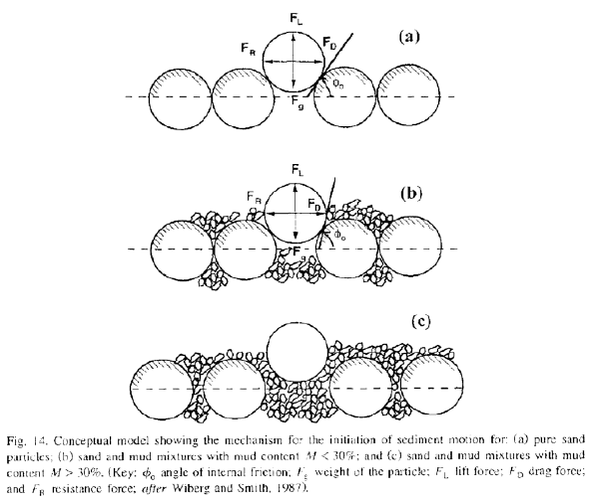 F_L
F_R
F_D
(a)
φ_o
F_g
F_L
(b)
F_R
F_D
φ_o
F_g
(c)
Fig. 14. Conceptual model showing the mechanism for the initiation of sediment motion for: (a) pure sand
particles; (b) sand and mud mixtures with mud content M < 30%; and (c) sand and mud mixtures with mud
content M > 30%. (Key: φ_o angle of internal friction; F_g weight of the particle; F_L lift force; F_D drag force;
and F_R resistance force; after Wiberg and Smith, 1987).